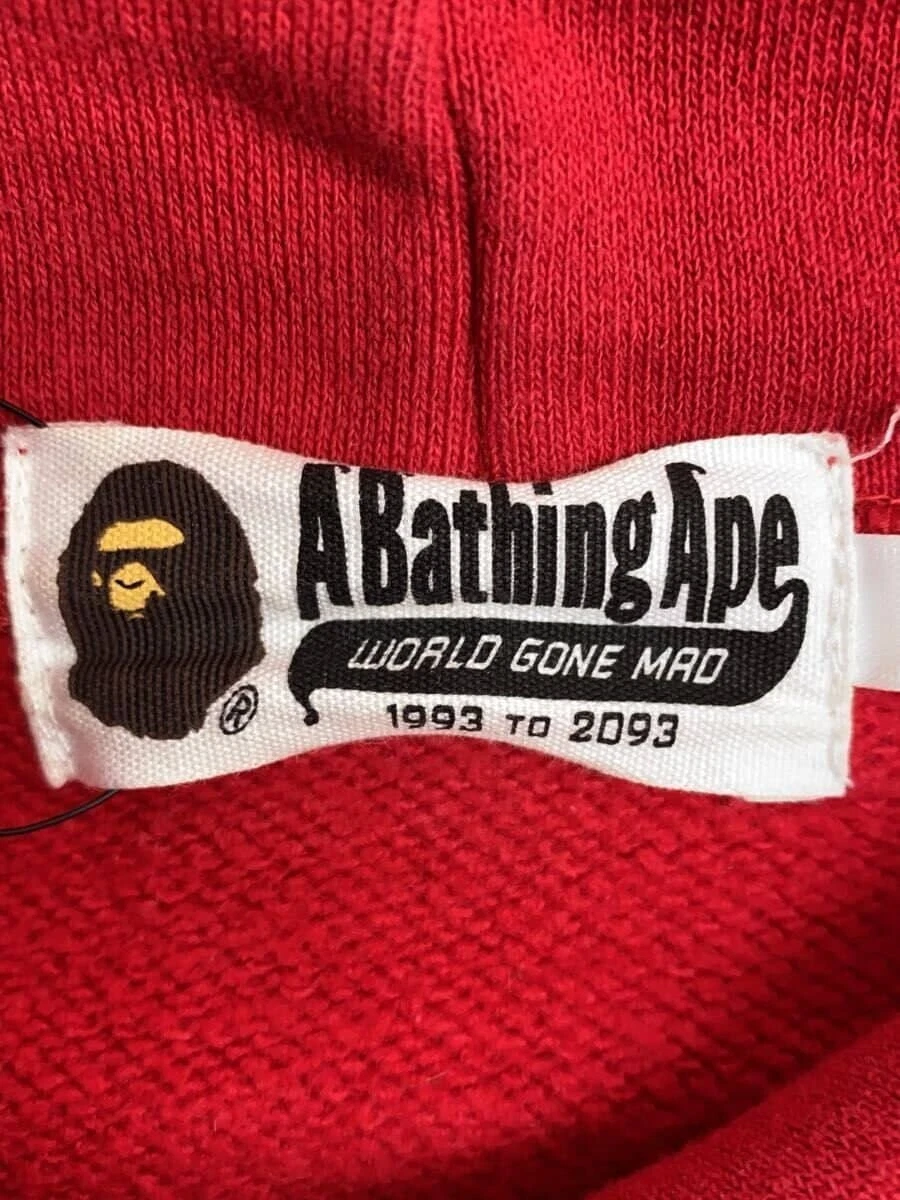 A Bathing Ape
WORLD GONE MAD
1993 TO 2093
®